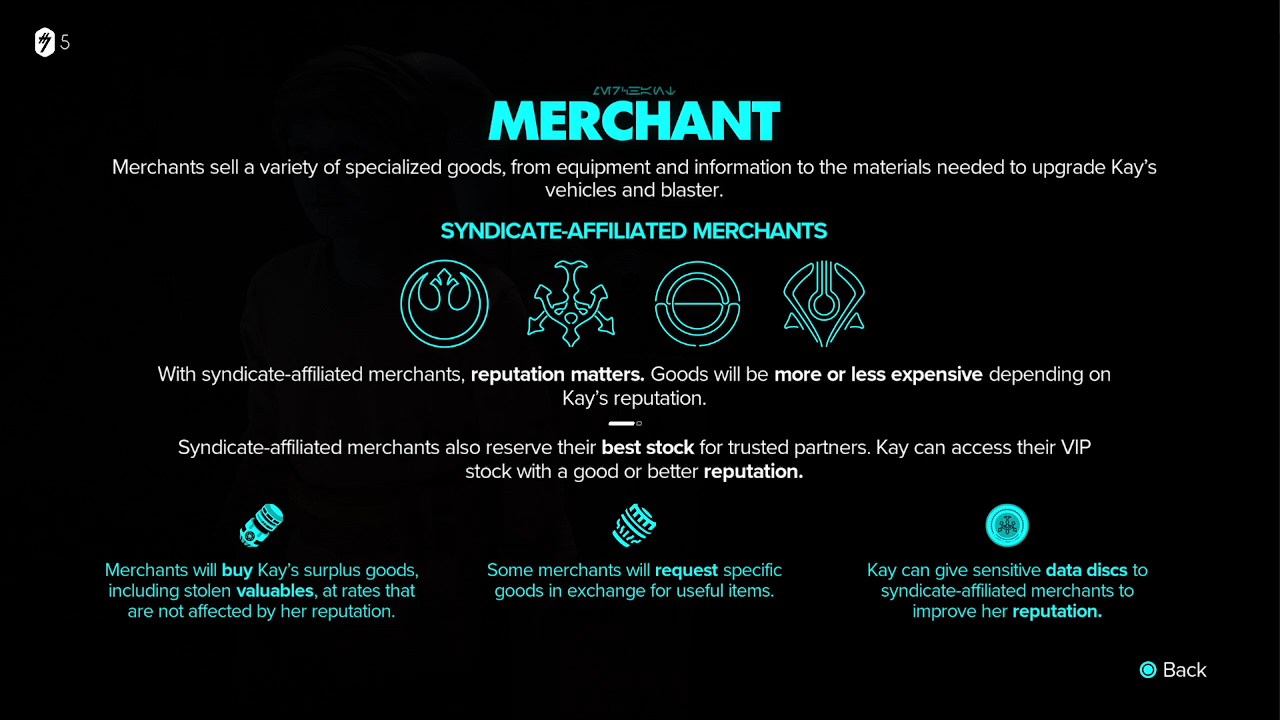 5
MERCHANT
Merchants sell a variety of specialized goods, from equipment and information to the materials needed to upgrade Kay’s
vehicles and blaster.
SYNDICATE-AFFILIATED MERCHANTS
With syndicate-affiliated merchants, reputation matters. Goods will be more or less expensive depending on
Kay’s reputation.
Syndicate-affiliated merchants also reserve their best stock for trusted partners. Kay can access their VIP
stock with a good or better reputation.
Merchants will buy Kay’s surplus goods,
including stolen valuables, at rates that
are not affected by her reputation.
Some merchants will request specific
goods in exchange for useful items.
Kay can give sensitive data discs to
syndicate-affiliated merchants to
improve her reputation.
Back